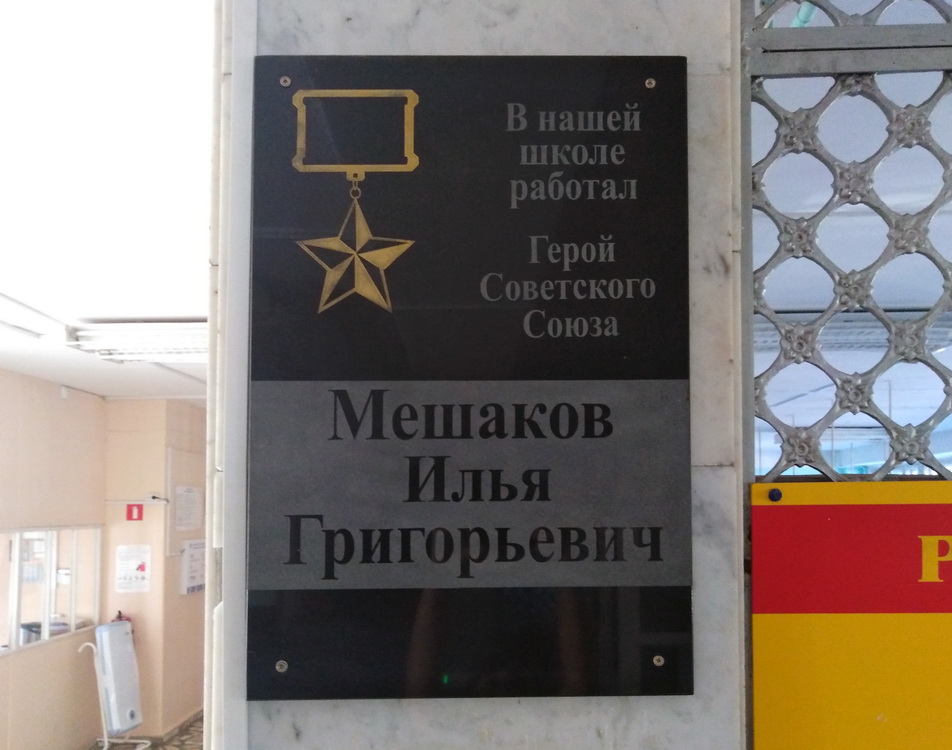 В нашей
школе
работал
Герой
Советского
Союза
Мешаков
Илья
Григорьевич
Р